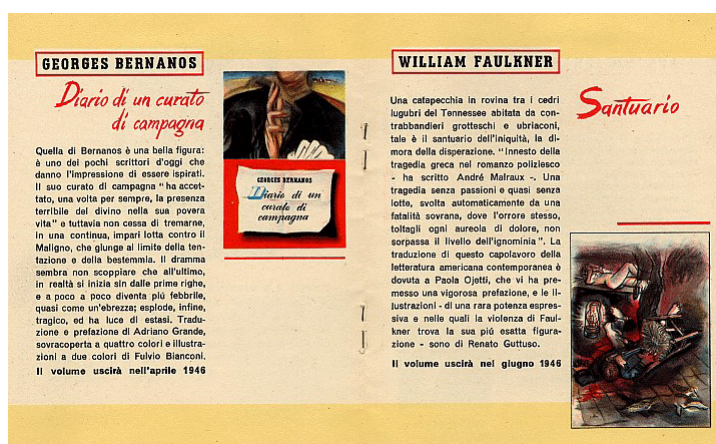 GEORGES BERNANOS
Diario di un curato
di campagna
Quella di Bernanos è una bella figura:
è uno dei pochi scrittori d'oggi che
danno l'impressione di essere ispirati.
Il suo curato di campagna "ha accet-
tato, una volta per sempre, la presenza
terribile del divino nella sua povera
vita" e tuttavia non cessa di tremarne,
in una continua, impari lotta contro il
Maligno, che giunge al limite della ten-
tazione e della bestemmia. Il dramma
sembra non scoppiare che all'ultimo,
in realtà si inizia sin dalle prime righe,
e a poco a poco diventa piú febbrile,
quasi come un'ebrezza; esplode, infine,
tragico, ed ha luce di estasi. Tradu-
zione e prefazione di Adriano Grande,
sovracoperta a quattro colori e illustra-
zioni a due colori di Fulvio Bianconi.
Il volume uscirà nell'aprile 1946
GEORGES BERNANOS
Diario di un
curato di
campagna
WILLIAM FAULKNER
Una catapecchia in rovina tra i cedri
lugubri del Tennessee abitata da con-
trabbandieri grotteschi e ubriaconi,
tale è il santuario dell'iniquità, la di-
mora della disperazione. "Innesto della
tragedia greca nel romanzo poliziesco
- ha scritto André Malraux -. Una
tragedia senza passioni e quasi senza
lotte, svolta automaticamente da una
fatalità sovrana, dove l'orrore stesso,
toltagli ogni aureola di dolore, non
sorpassa il livello dell'ignominia". La
traduzione di questo capolavoro della
letteratura americana contemporanea è
dovuta a Paola Ojetti, che vi ha pre-
messo una vigorosa prefazione, e le il-
lustrazioni - di una rara potenza espres-
siva e nelle quali la violenza di Faul-
kner trova la sua piú esatta figura-
zione - sono di Renato Guttuso.
Il volume uscirà nel giugno 1946
Santuario